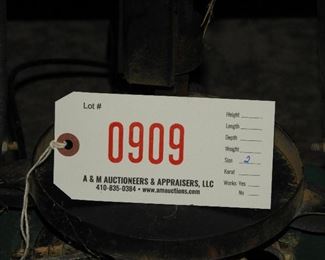 Lot #
0909
A & M AUCTIONEERS & APPRAISERS, LLC
410-835-0384 • www.amauctions.com
Height
Length
Depth
Weight
Size 2
Karat
Works: Yes
No